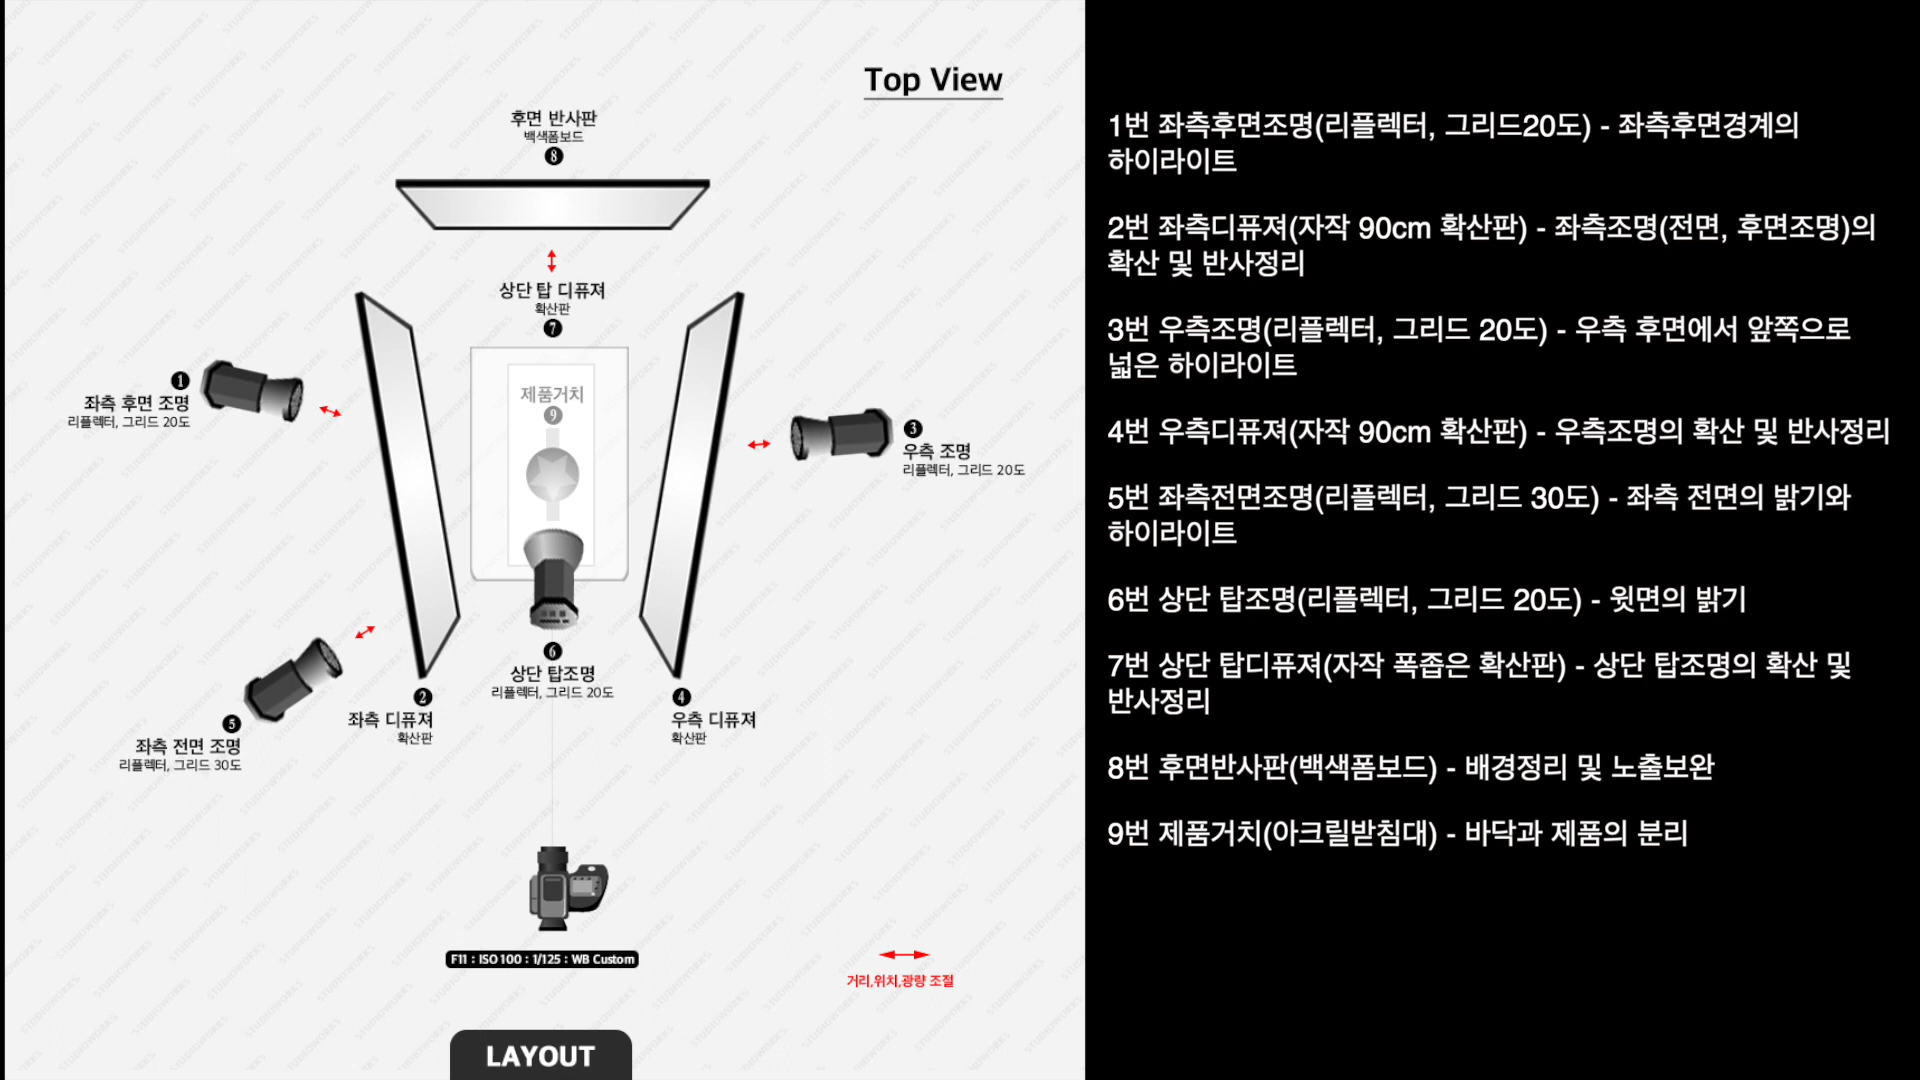 Top View
후면 반사판
백색폼보드
8
상단 탑 디퓨져
확산판
7
제품거치
9
1
좌측 후면 조명
리플렉터, 그리드 20도
3
우측 조명
리플렉터, 그리드 20도
6
상단 탑조명
리플렉터, 그리드 20도
2
좌측 디퓨져
확산판
4
우측 디퓨져
확산판
5
좌측 전면 조명
리플렉터, 그리드 30도
F11 : ISO 100 : 1/125 : WB Custom
거리,위치,광량 조절
LAYOUT
1번 좌측후면조명(리플렉터, 그리드20도) - 좌측후면경계의
하이라이트
2번 좌측디퓨져(자작 90cm 확산판) - 좌측조명(전면, 후면조명)의
확산 및 반사정리
3번 우측조명(리플렉터, 그리드 20도) - 우측 후면에서 앞쪽으로
넓은 하이라이트
4번 우측디퓨져(자작 90cm 확산판) - 우측조명의 확산 및 반사정리
5번 좌측전면조명(리플렉터, 그리드 30도) - 좌측 전면의 밝기와
하이라이트
6번 상단 탑조명(리플렉터, 그리드 20도) - 윗면의 밝기
7번 상단 탑디퓨져(자작 폭좁은 확산판) - 상단 탑조명의 확산 및
반사정리
8번 후면반사판(백색폼보드) - 배경정리 및 노출보완
9번 제품거치(아크릴받침대) - 바닥과 제품의 분리
STUDIOWORKS